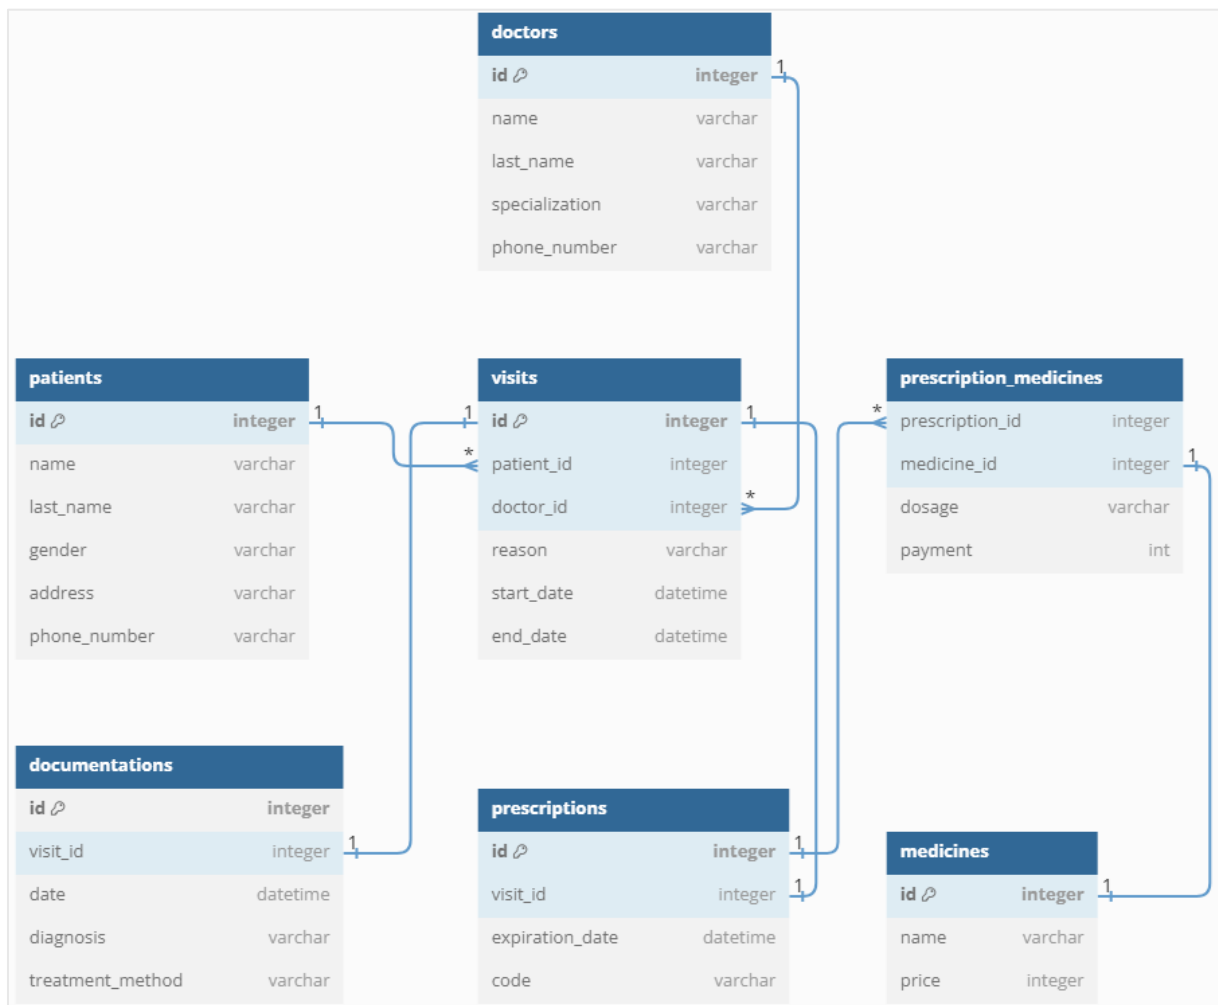 doctors
id integer
name varchar
last_name varchar
specialization varchar
phone_number varchar
1
*
patients
id integer
name varchar
last_name varchar
gender varchar
address varchar
phone_number varchar
1
*
visits
id integer
patient_id integer
doctor_id integer
reason varchar
start_date datetime
end_date datetime
1
1
prescription_medicines
prescription_id integer
medicine_id integer
dosage varchar
payment int
*
1
documentations
id integer
visit_id integer
date datetime
diagnosis varchar
treatment_method varchar
1
prescriptions
id integer
visit_id integer
expiration_date datetime
code varchar
1
1
medicines
id integer
name varchar
price integer
1